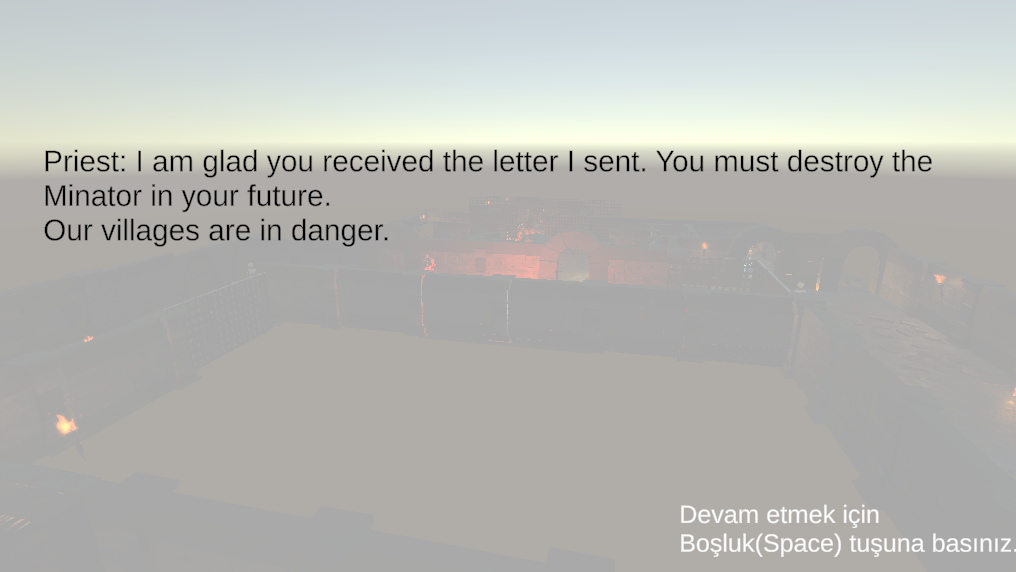 Priest: I am glad you received the letter I sent. You must destroy the
Minator in your future.
Our villages are in danger.
Devam etmek için
Boşluk(Space) tuşuna basınız.